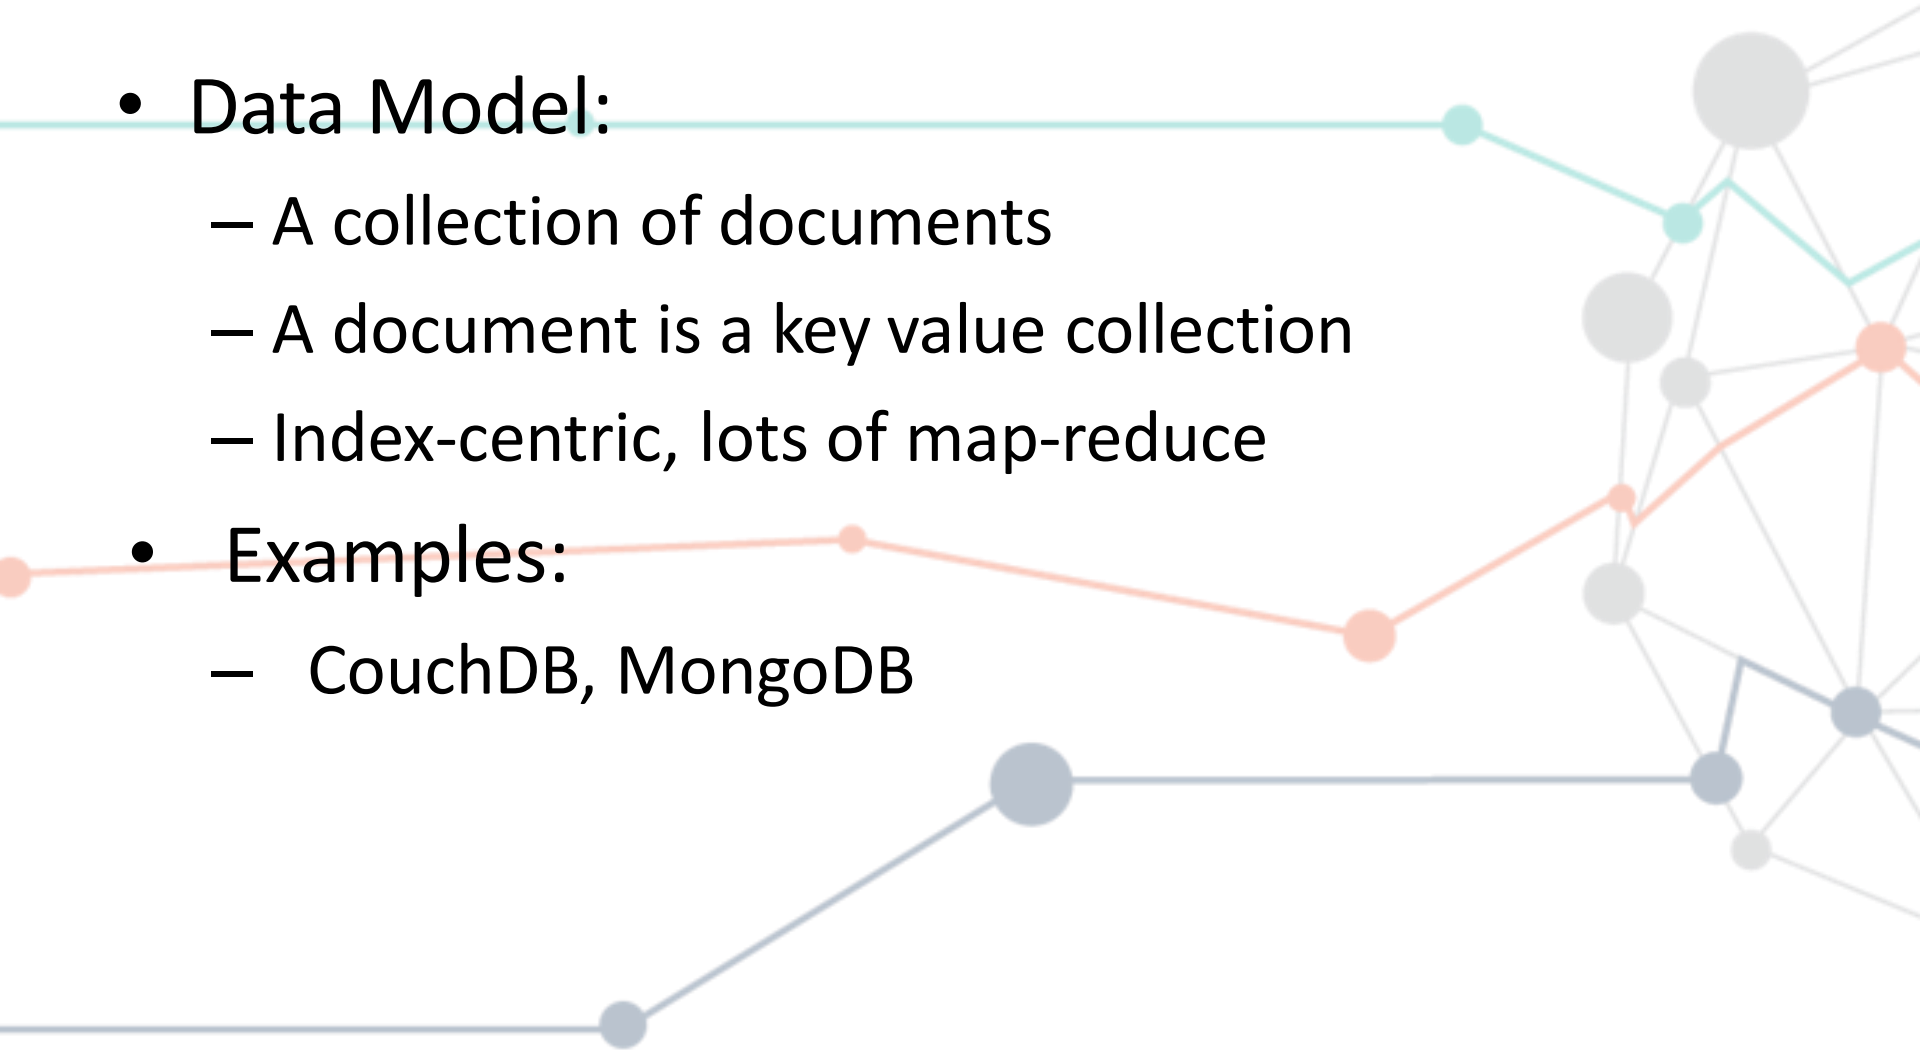 • Data Model:
– A collection of documents
– A document is a key value collection
– Index-centric, lots of map-reduce
• Examples:
– CouchDB, MongoDB